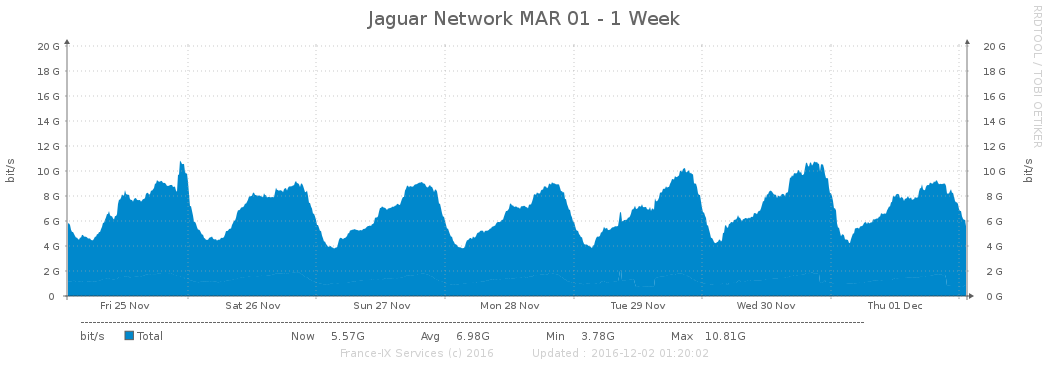 Jaguar Network MAR 01 - 1 Week
RRDTOOL / TOBI OETIKER
bit/s
20 G 20 G
18 G 18 G
16 G 16 G
14 G 14 G
12 G 12 G
10 G 10 G
8 G 8 G
6 G 6 G
4 G 4 G
2 G 2 G
0 0 G
bit/s
Fri 25 Nov Sat 26 Nov Sun 27 Nov Mon 28 Nov Tue 29 Nov Wed 30 Nov Thu 01 Dec
bit/s Total Now 5.57G Avg 6.98G Min 3.78G Max 10.81G
France-IX Services (c) 2016 Updated : 2016-12-02 01:20:02